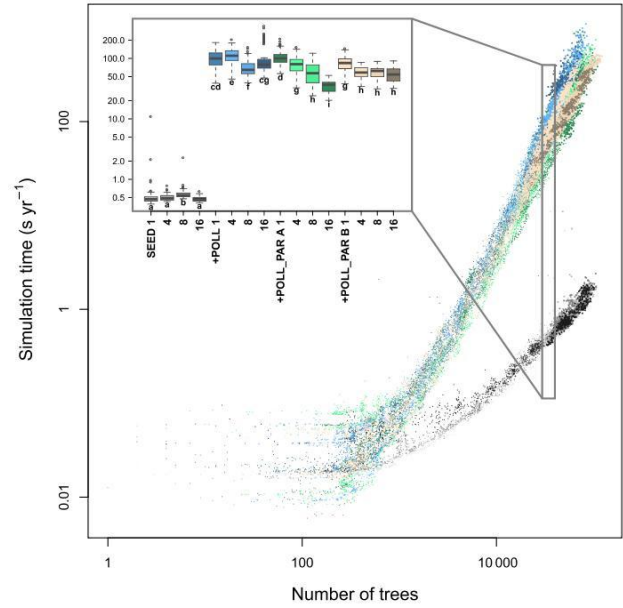 200.0
100.0
50.0
20.0
10.0
5.0
2.0
1.0
0.5
cd e f cg d g h i g h h h
a a b a
SEED 1 4 8 16 +POLL 1 4 8 16 +POLL_PAR A 1 4 8 16 +POLL_PAR B 1 4 8 16
Simulation time (s yr⁻¹)
100
1
0.01
1 100 10 000
Number of trees